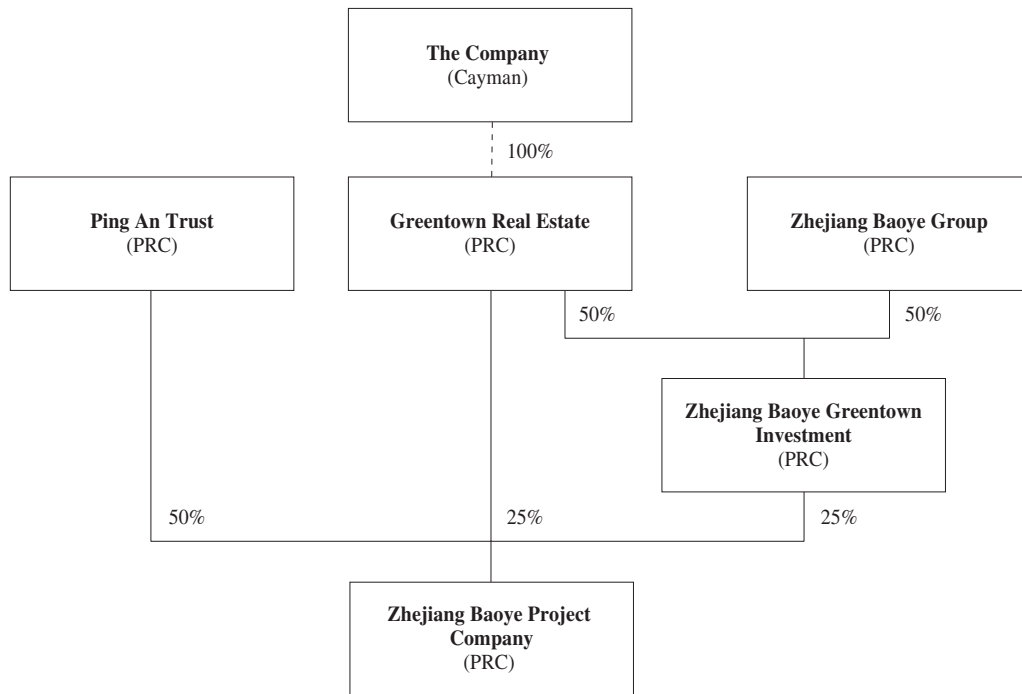 The Company
(Cayman)
100%
Ping An Trust
(PRC)
Greentown Real Estate
(PRC)
Zhejiang Baoye Group
(PRC)
50%
50%
Zhejiang Baoye Greentown
Investment
(PRC)
50%
25%
25%
Zhejiang Baoye Project
Company
(PRC)